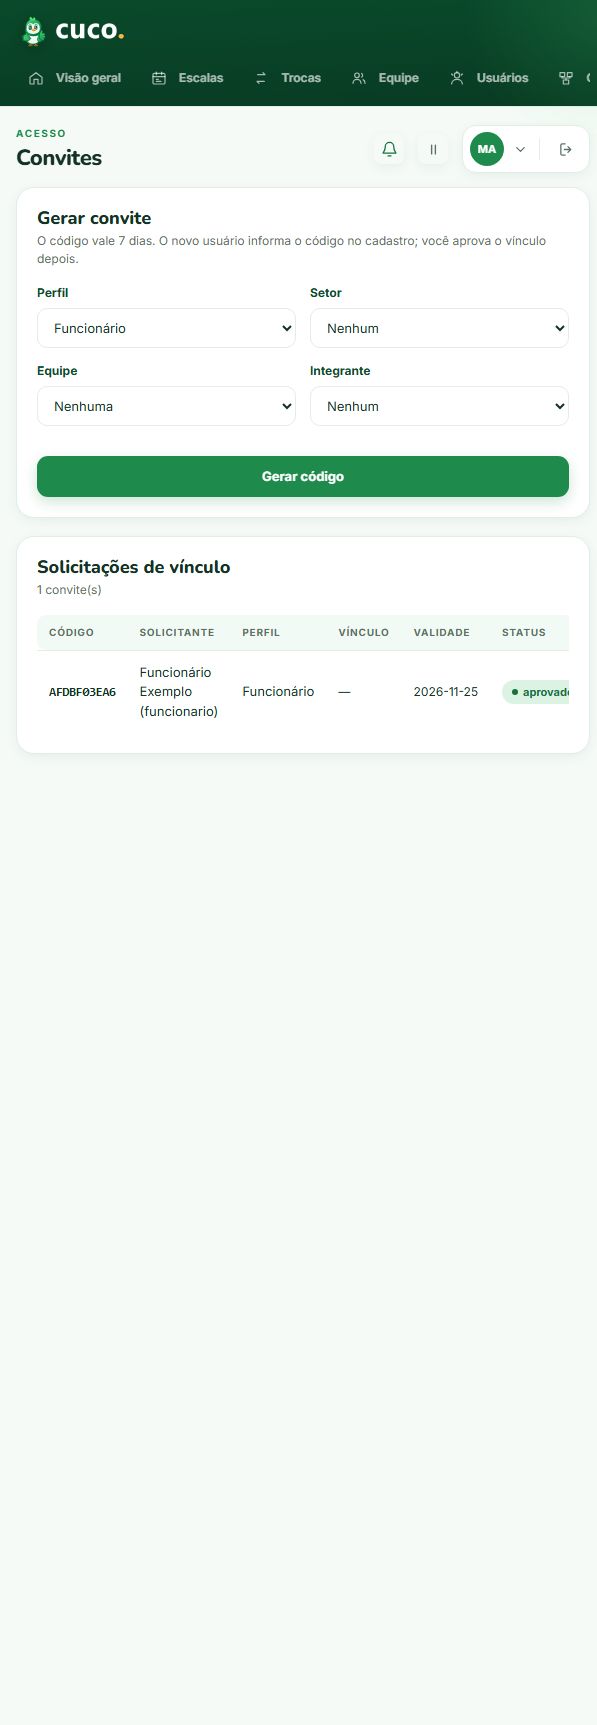 cuco.
Visão geral Escalas Trocas Equipe Usuários
ACESSO
Convites
MA
Gerar convite
O código vale 7 dias. O novo usuário informa o código no cadastro; você aprova o vínculo
depois.
Perfil Setor
Funcionário Nenhum
Equipe Integrante
Nenhuma Nenhum
Gerar código
Solicitações de vínculo
1 convite(s)
CÓDIGO SOLICITANTE PERFIL VÍNCULO VALIDADE STATUS
Funcionário
AFDBF03EA6 Exemplo Funcionário — 2026-11-25 aprovado
(funcionario)